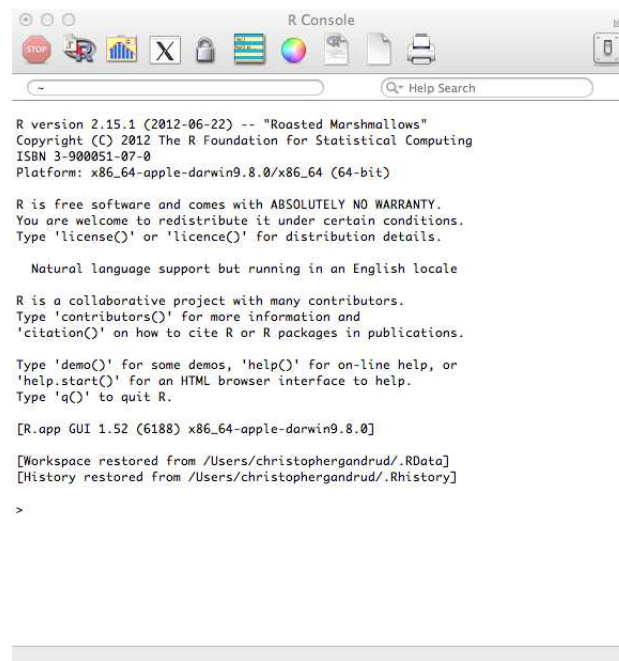 R Console
STOP
R
X
~
Help Search
R version 2.15.1 (2012-06-22) -- "Roasted Marshmallows"
Copyright (C) 2012 The R Foundation for Statistical Computing
ISBN 3-900051-07-0
Platform: x86_64-apple-darwin9.8.0/x86_64 (64-bit)
R is free software and comes with ABSOLUTELY NO WARRANTY.
You are welcome to redistribute it under certain conditions.
Type 'license()' or 'licence()' for distribution details.
Natural language support but running in an English locale
R is a collaborative project with many contributors.
Type 'contributors()' for more information and
'citation()' on how to cite R or R packages in publications.
Type 'demo()' for some demos, 'help()' for on-line help, or
'help.start()' for an HTML browser interface to help.
Type 'q()' to quit R.
[R.app GUI 1.52 (6188) x86_64-apple-darwin9.8.0]
[Workspace restored from /Users/christophergandrud/.RData]
[History restored from /Users/christophergandrud/.Rhistory]
>